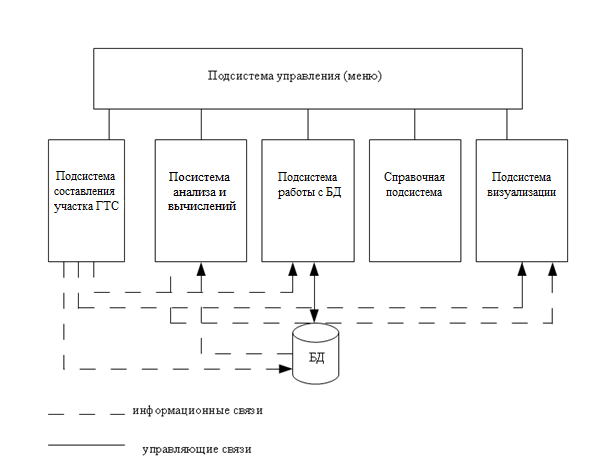 Подсистема управления (меню)
Подсистема
составления
участка ГТС
Посистема
анализа и
вычислений
Подсистема
работы с БД
Справочная
подсистема
Подсистема
визуализации
БД
информационные связи
управляющие связи